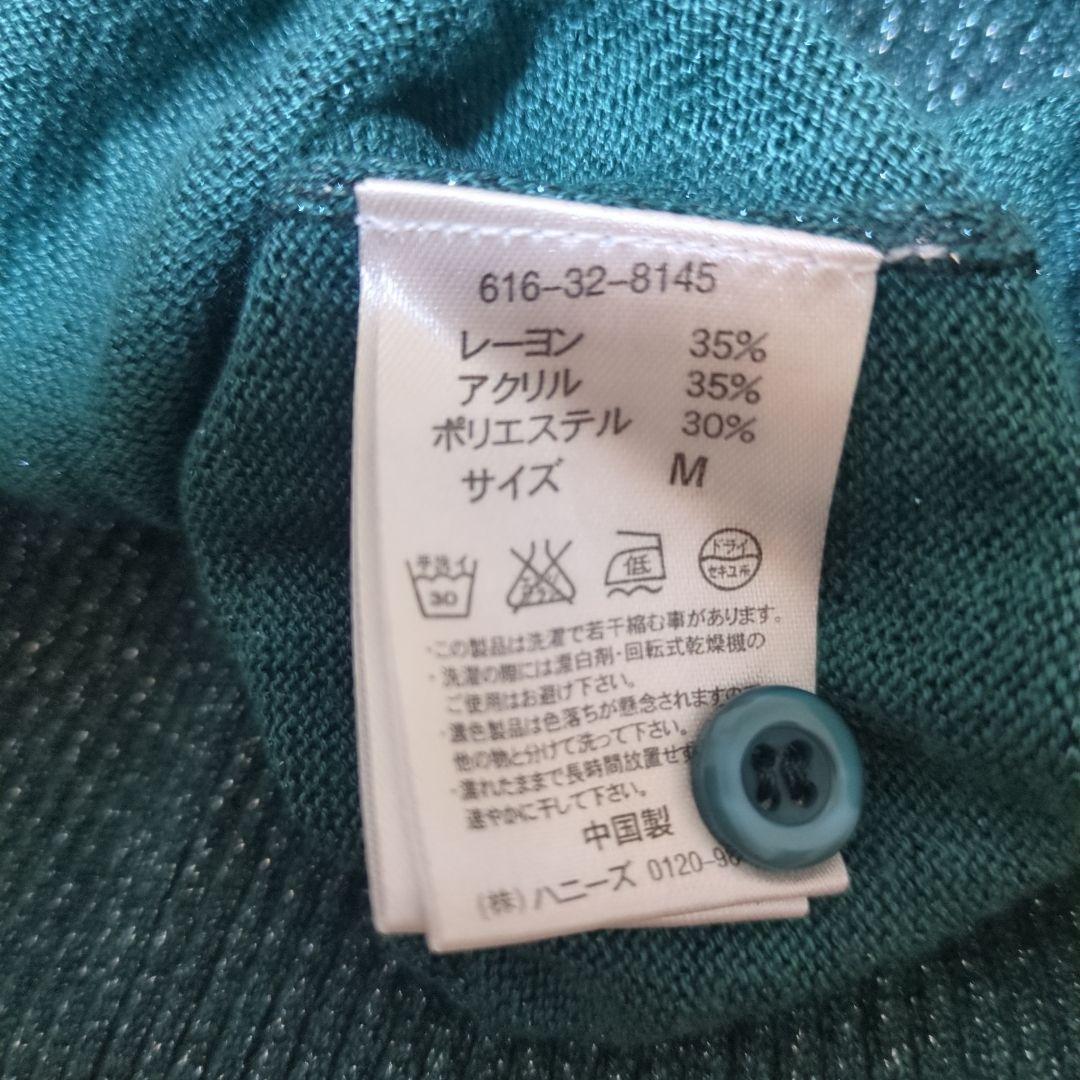 616-32-8145
レーヨン 35%
アクリル 35%
ポリエステル 30%
サイズ M
手洗イ 30 低 ドライ セキユ系
・この製品は洗濯で若干縮む事があります。
・洗濯の際には漂白剤・回転式乾燥機の
ご使用はお避け下さい。
・濃色製品は色落ちが懸念されますの
他の物と分けて洗って下さい。
・濡れたままで長時間放置せず
速やかに干して下さい。
中国製
(株)ハニーズ 0120-9